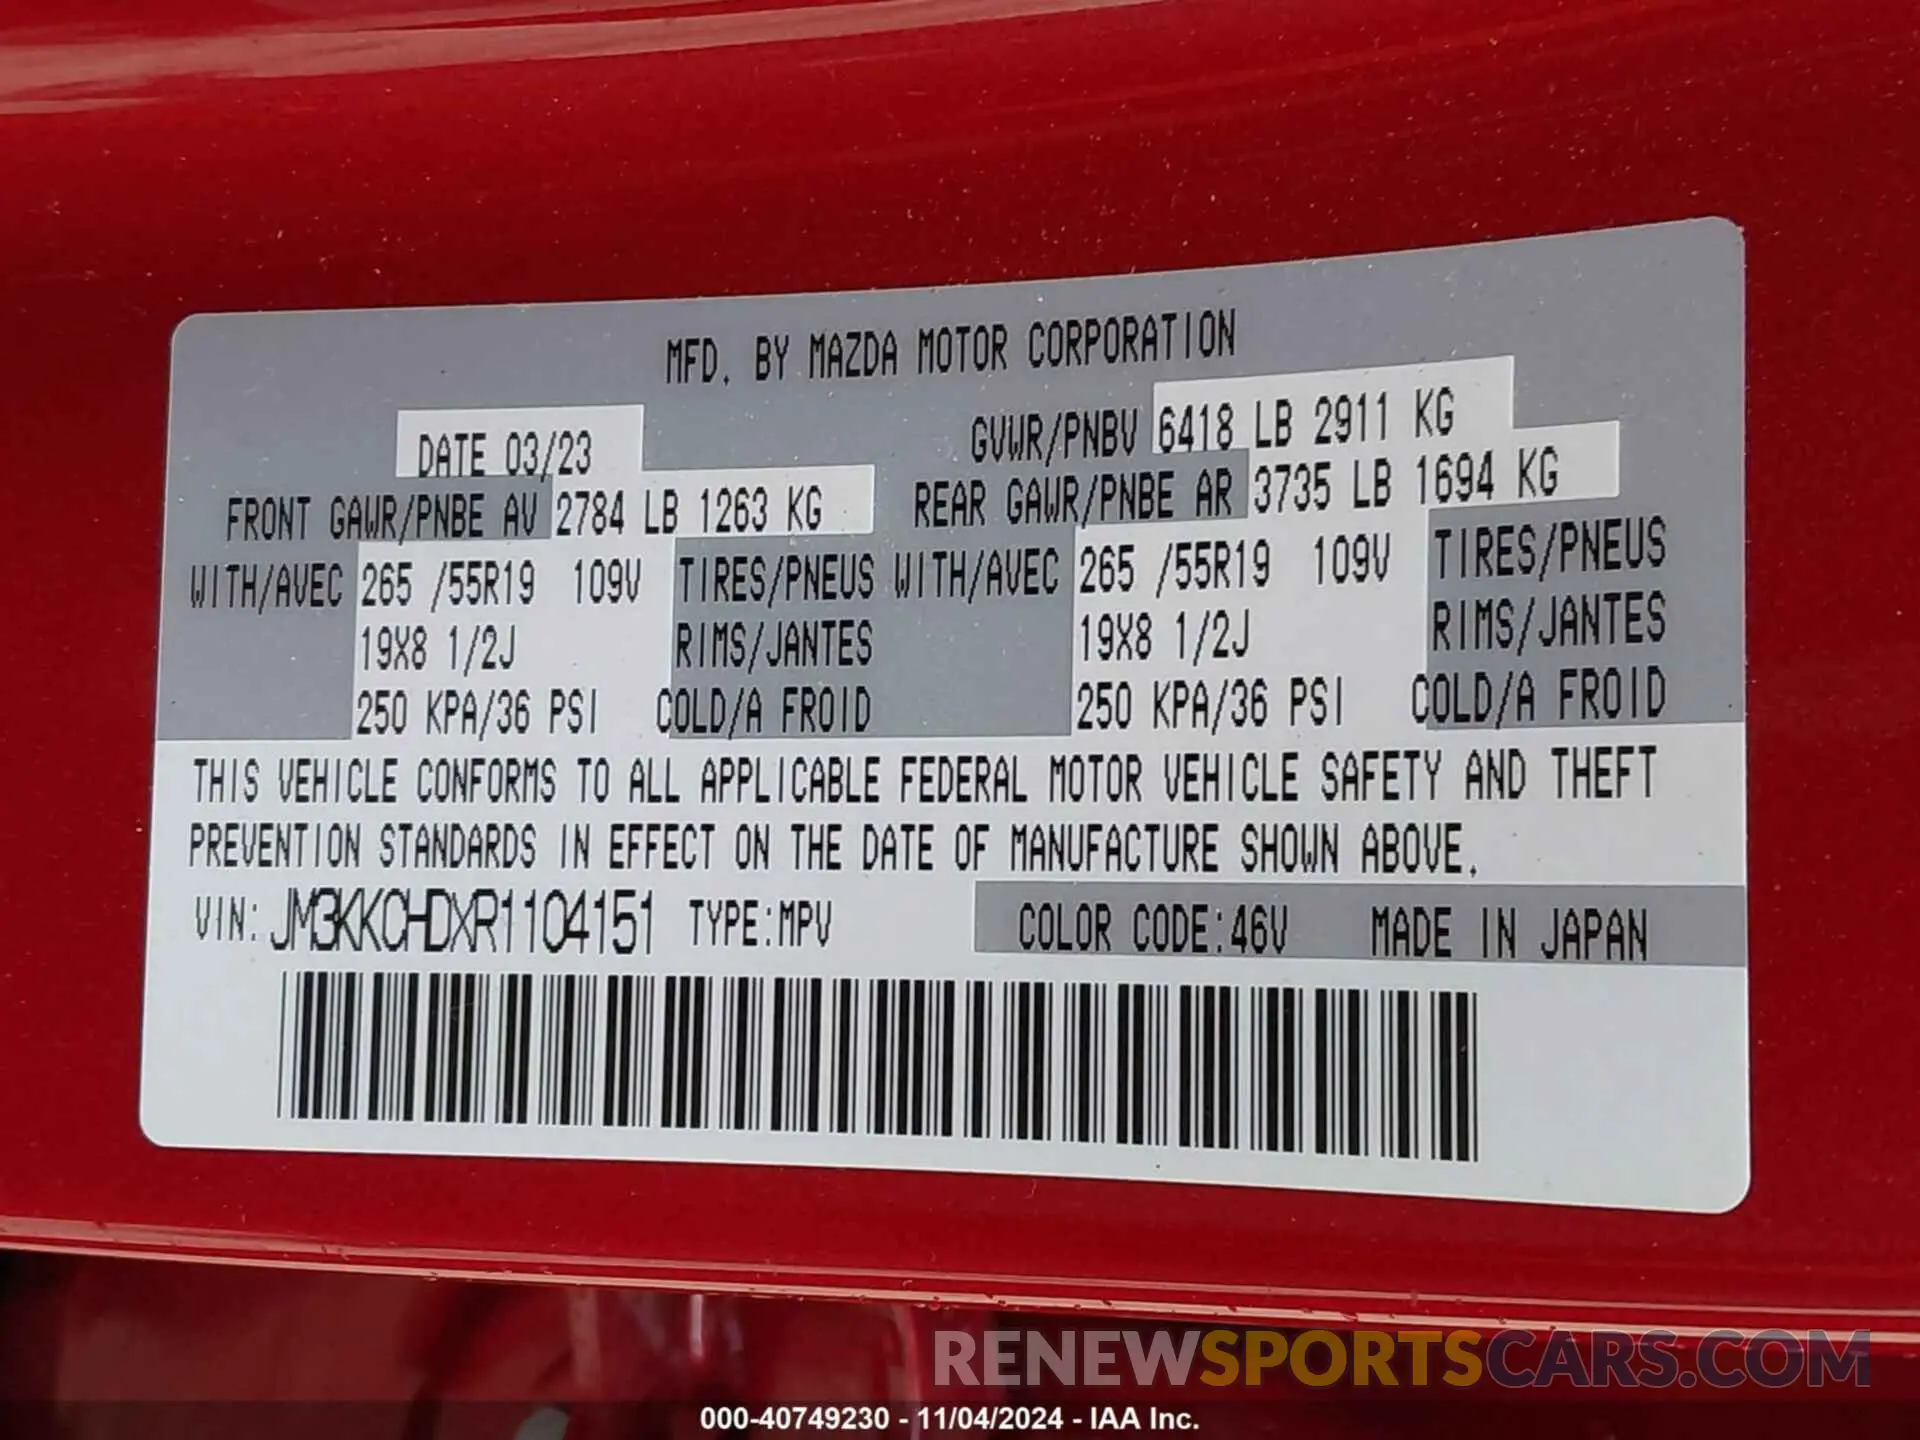 MFD. BY MAZDA MOTOR CORPORATION
DATE 03/23 GVWR/PNBV 6418 LB 2911 KG
FRONT GAWR/PNBE AV 2784 LB 1263 KG REAR GAWR/PNBE AR 3735 LB 1694 KG
WITH/AVEC 265 /55R19 109V TIRES/PNEUS WITH/AVEC 265 /55R19 109V TIRES/PNEUS
19X8 1/2J RIMS/JANTES 19X8 1/2J RIMS/JANTES
250 KPA/36 PSI COLD/A FROID 250 KPA/36 PSI COLD/A FROID
THIS VEHICLE CONFORMS TO ALL APPLICABLE FEDERAL MOTOR VEHICLE SAFETY AND THEFT
PREVENTION STANDARDS IN EFFECT ON THE DATE OF MANUFACTURE SHOWN ABOVE.
VIN: JM3KKCHDXR1104151 TYPE:MPV COLOR CODE:46V MADE IN JAPAN
RENEWSPORTSCARS.COM
000-40749230 - 11/04/2024 - IAA Inc.